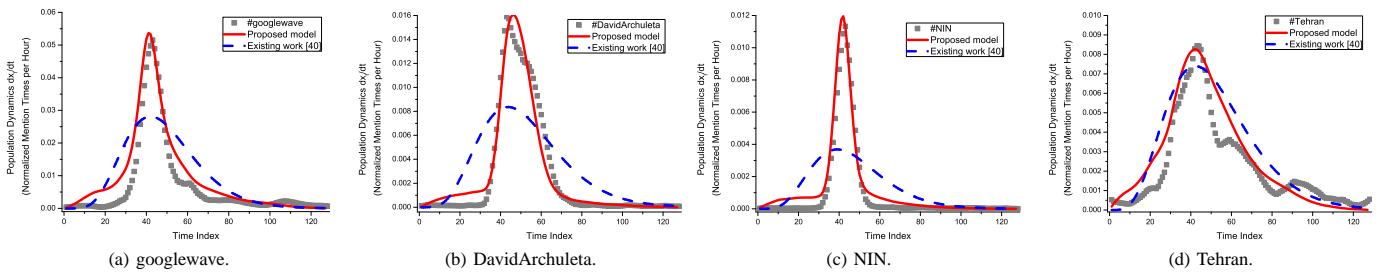 0.06
0.05
0.04
0.03
0.02
0.01
0.00
0 20 40 60 80 100 120
Population Dynamics dx/dt
(Normalized Mention Times per Hour)
Time Index
#googlewave
Proposed model
Existing work [40]
(a) googlewave.
0.016
0.014
0.012
0.010
0.008
0.006
0.004
0.002
0.000
0 20 40 60 80 100 120
Population Dynamics dx/dt
(Normalized Mention Times per Hour)
Time Index
#DavidArchuleta
Proposed model
Existing work [40]
(b) DavidArchuleta.
0.012
0.010
0.008
0.006
0.004
0.002
0.000
0 20 40 60 80 100 120
Population Dynamics dx/dt
(Normalized Mention Times per Hour)
Time Index
#NIN
Proposed model
Existing work [40]
(c) NIN.
0.010
0.009
0.008
0.007
0.006
0.005
0.004
0.003
0.002
0.001
0.000
0 20 40 60 80 100 120
Population Dynamics dx/dt
(Normalized Mention Times per Hour)
Time Index
#Tehran
Proposed model
Existing work [40]
(d) Tehran.